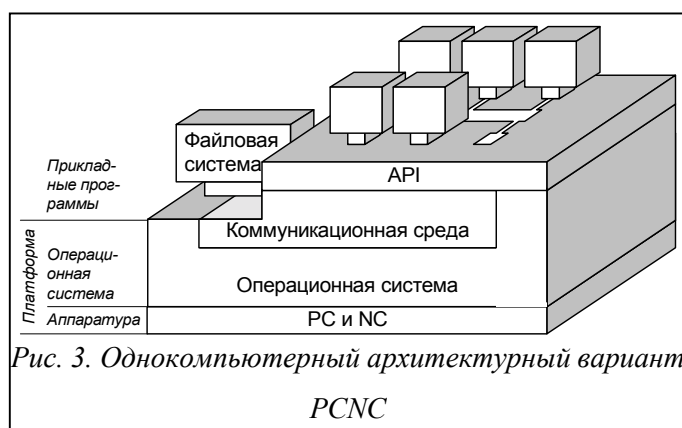 Файловая
система
Приклад-
ные про-
граммы
API
Коммуникационная среда
Платформа
Операци-
онная
система
Операционная система
Аппаратура
PC и NC
Рис. 3. Однокомпьютерный архитектурный вариант
PCNC